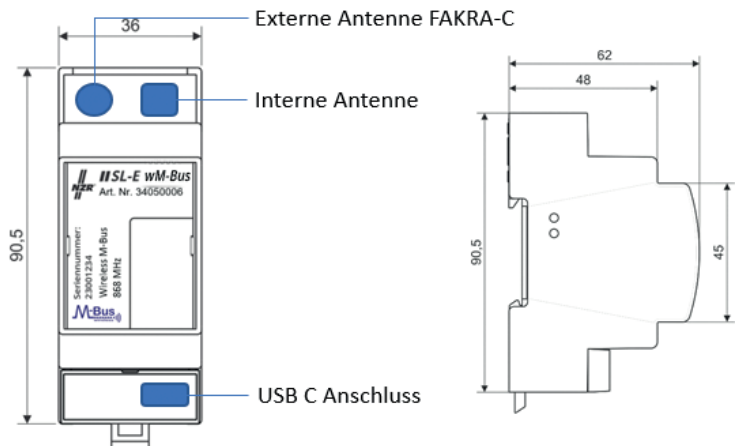 Externe Antenne FAKRA-C
36
Interne Antenne
NZR
SL-E wM-Bus
Art. Nr. 34050006
Seriennummer:
23001234
Wireless M-Bus
868 MHz
M-Bus
90,5
USB C Anschluss
62
48
90,5
45